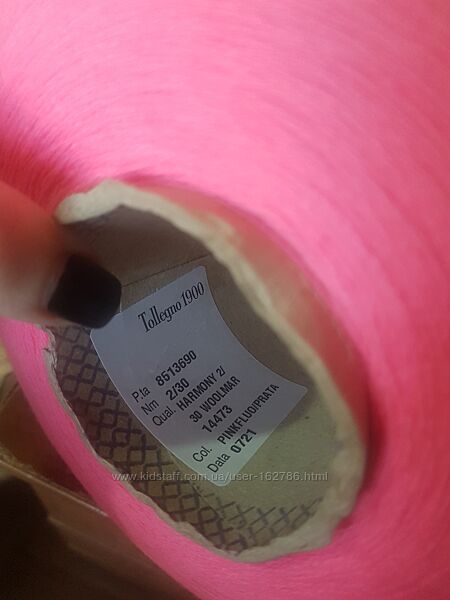 Tollegno 1900
P.ta 8513690
Nm 2/30
Qual. HARMONY 2/
30 WOOLMAR
14473
Col. PINKFLUO/PRATA
Data 0721
www.kidstaff.com.ua/user-162786.html